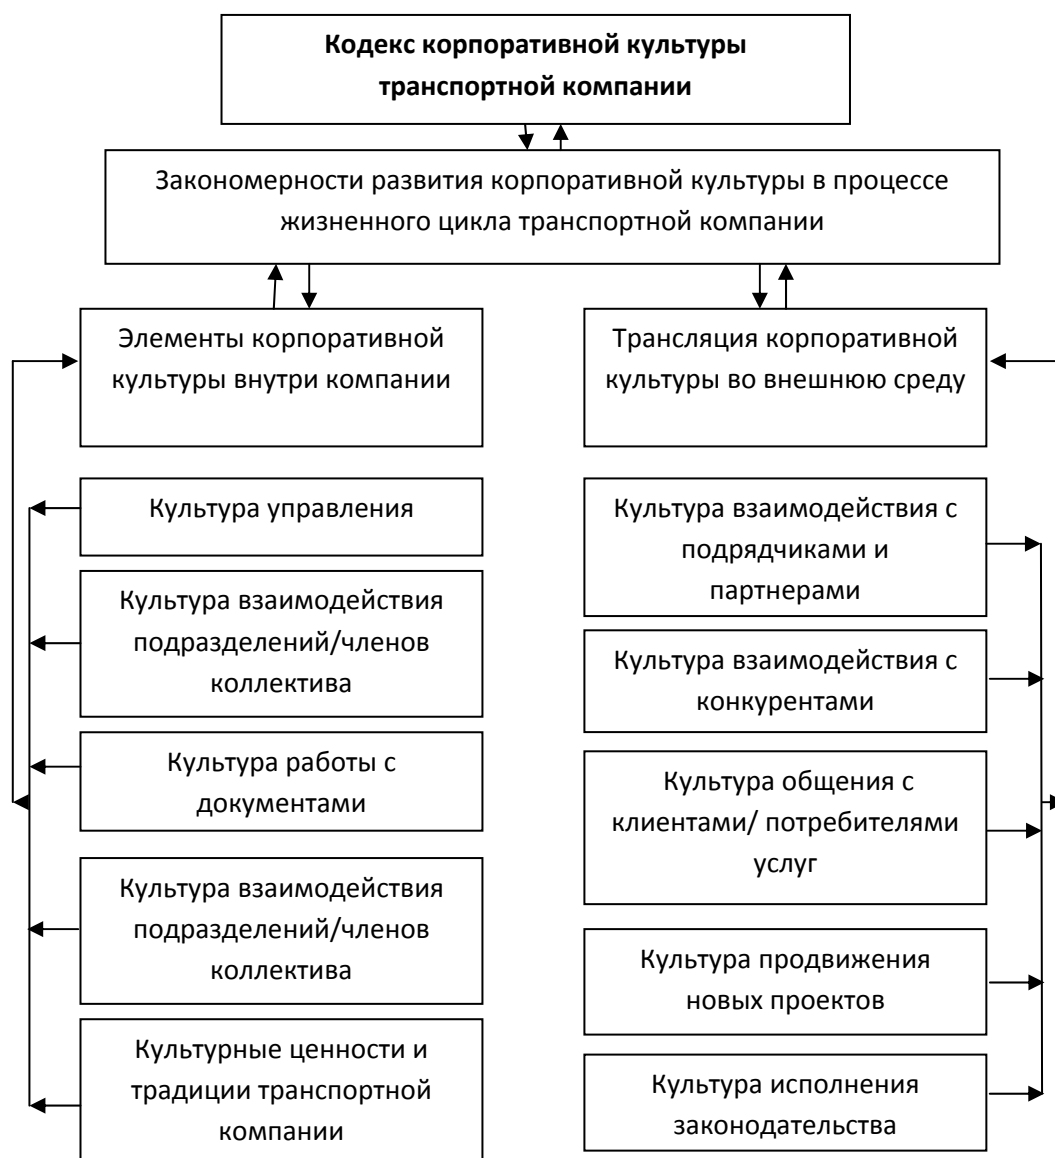 Кодекс корпоративной культуры
транспортной компании
Закономерности развития корпоративной культуры в процессе
жизненного цикла транспортной компании
Элементы корпоративной
культуры внутри компании
Трансляция корпоративной
культуры во внешнюю среду
Культура управления
Культура взаимодействия
подразделений/членов
коллектива
Культура работы с
документами
Культура взаимодействия
подразделений/членов
коллектива
Культурные ценности и
традиции транспортной
компании
Культура взаимодействия с
подрядчиками и
партнерами
Культура взаимодействия с
конкурентами
Культура общения с
клиентами/ потребителями
услуг
Культура продвижения
новых проектов
Культура исполнения
законодательства